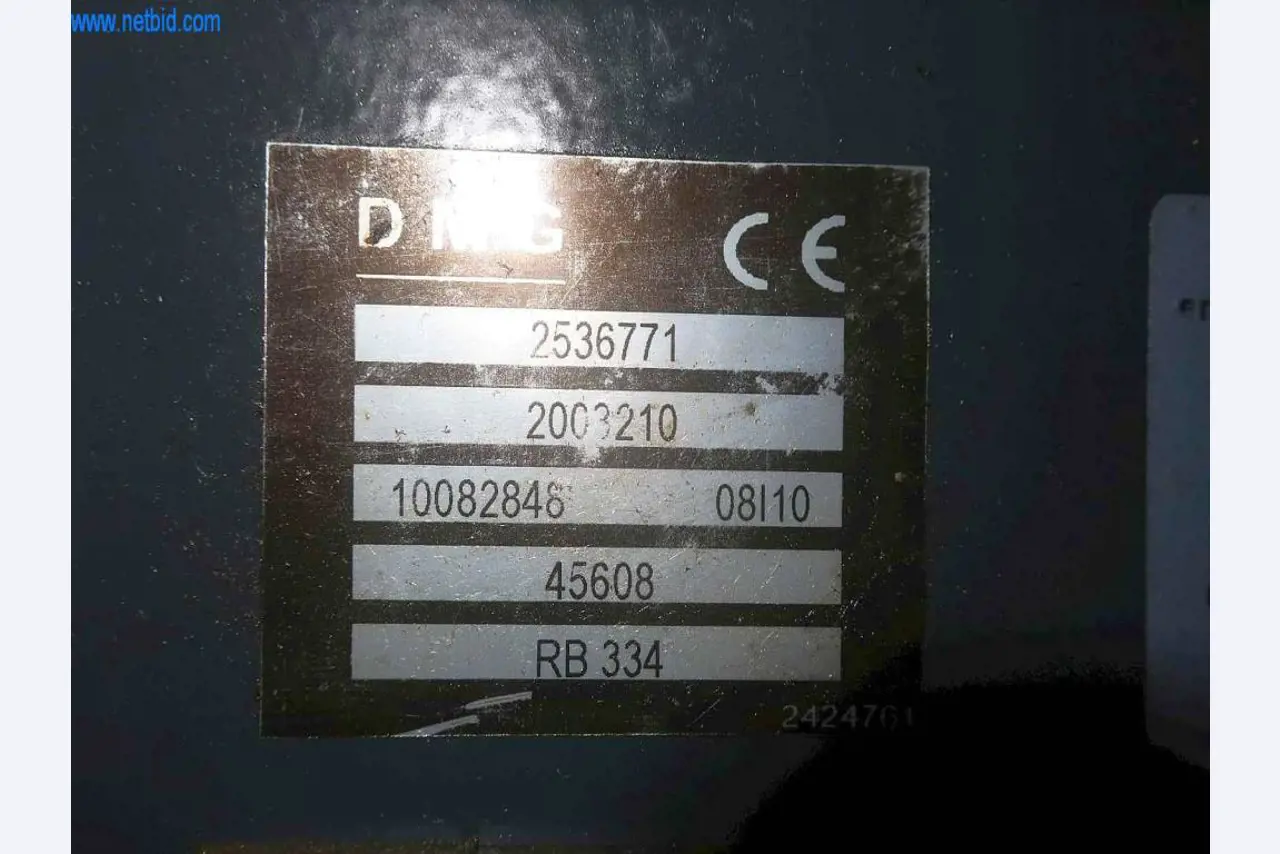 www.netbid.com
D M G
CE
2536771
2003210
10082848 08I10
45608
RB 334
2424761